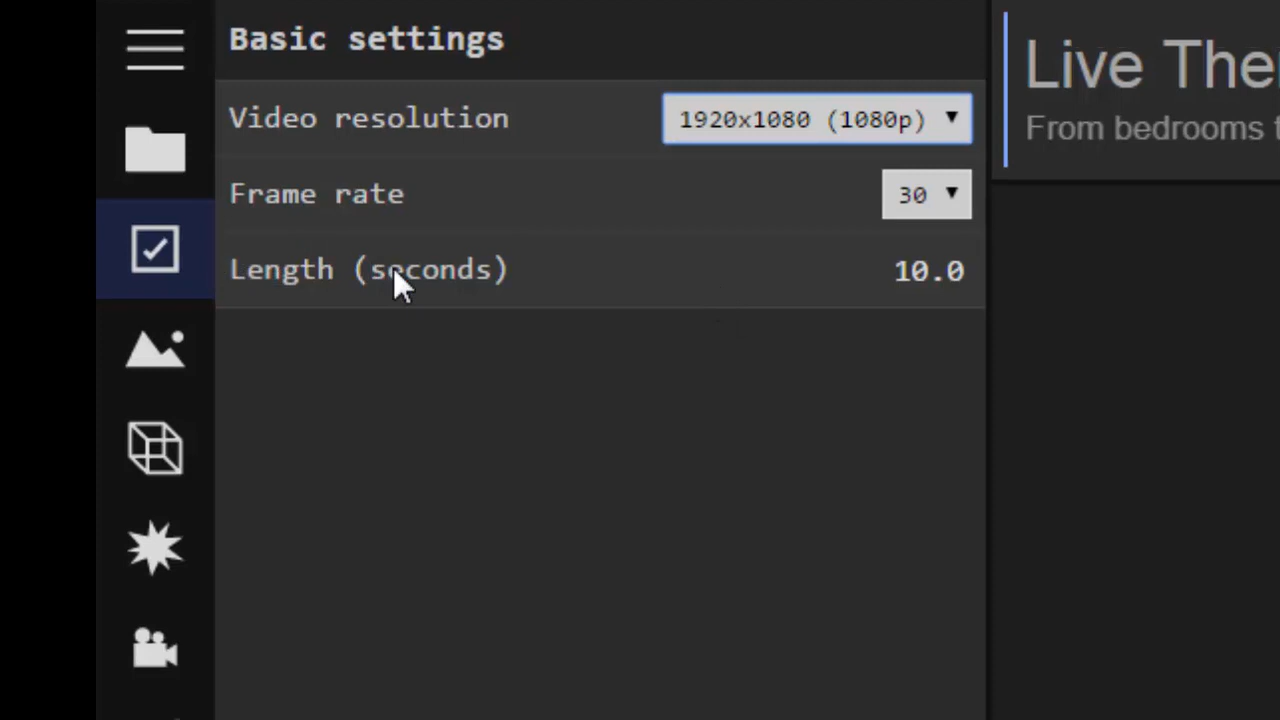 Basic settings
Video resolution 1920x1080 (1080p)
Frame rate 30
Length (seconds) 10.0
Live The
From bedrooms